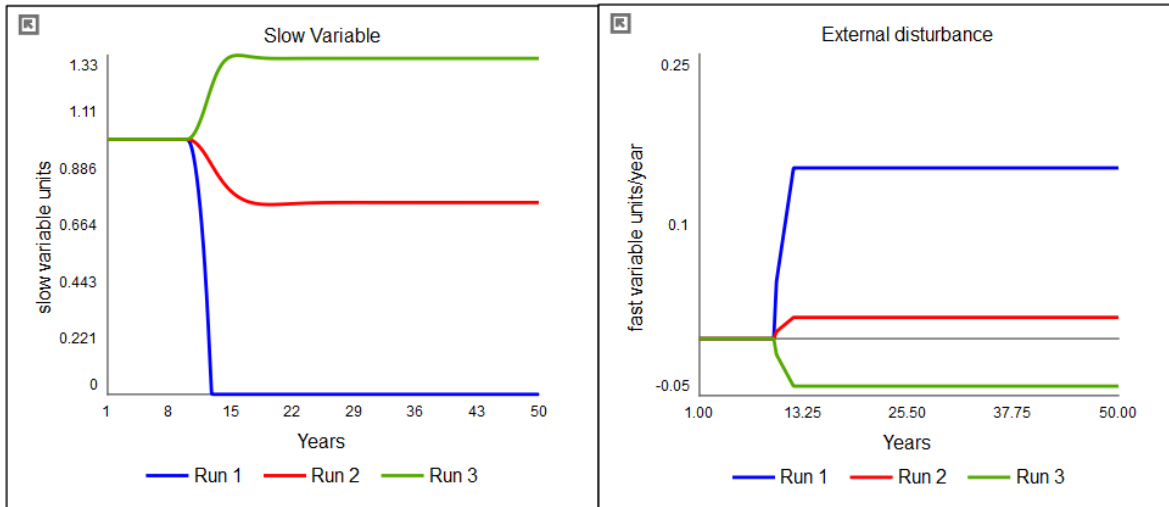 Slow Variable
slow variable units
1.33
1.11
0.886
0.664
0.443
0.221
0
1 8 15 22 29 36 43 50
Years
Run 1 Run 2 Run 3
External disturbance
fast variable units/year
0.25
0.1
-0.05
1.00 13.25 25.50 37.75 50.00
Years
Run 1 Run 2 Run 3